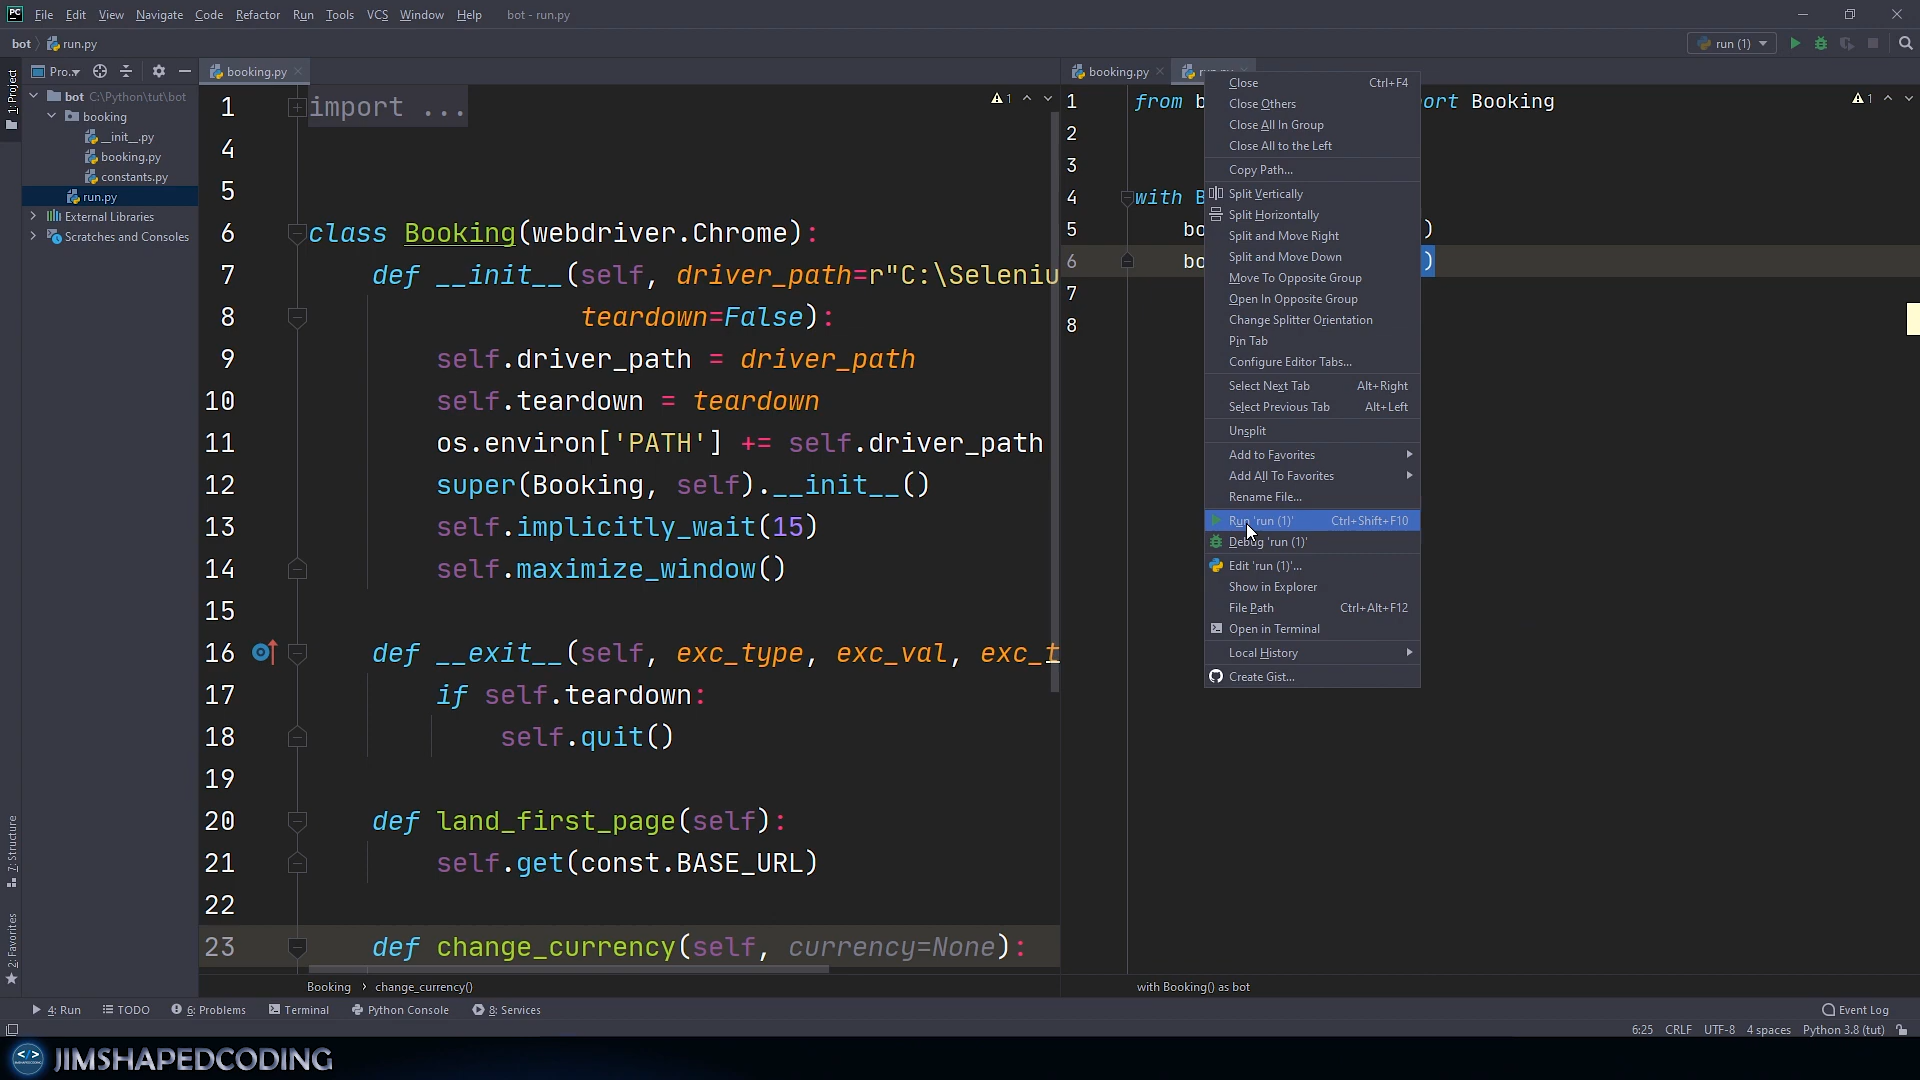 PC File Edit View Navigate Code Refactor Run Tools VCS Window Help bot - run.py
bot run.py run (1)
1: Project
Pro...
bot C:\Python\tut\bot
booking
__init__.py
booking.py
constants.py
run.py
External Libraries
Scratches and Consoles
7: Structure
2: Favorites
booking.py
1
1 import ...
4
5
6 class Booking(webdriver.Chrome):
7 def __init__(self, driver_path=r"C:\Seleniu
8 teardown=False):
9 self.driver_path = driver_path
10 self.teardown = teardown
11 os.environ['PATH'] += self.driver_path
12 super(Booking, self).__init__()
13 self.implicitly_wait(15)
14 self.maximize_window()
15
16 def __exit__(self, exc_type, exc_val, exc_t
17 if self.teardown:
18 self.quit()
19
20 def land_first_page(self):
21 self.get(const.BASE_URL)
22
23 def change_currency(self, currency=None):
Booking › change_currency()
booking.py
1
1 from b ort Booking
2
3
4 with B
5 bo )
6 bo )
7
8
Close Ctrl+F4
Close Others
Close All In Group
Close All to the Left
Copy Path...
Split Vertically
Split Horizontally
Split and Move Right
Split and Move Down
Move To Opposite Group
Open In Opposite Group
Change Splitter Orientation
Pin Tab
Configure Editor Tabs...
Select Next Tab Alt+Right
Select Previous Tab Alt+Left
Unsplit
Add to Favorites
Add All To Favorites
Rename File...
Run 'run (1)' Ctrl+Shift+F10
Debug 'run (1)'
Edit 'run (1)'...
Show in Explorer
File Path Ctrl+Alt+F12
Open in Terminal
Local History
Create Gist...
with Booking() as bot
4: Run TODO 6: Problems Terminal Python Console 8: Services Event Log
6:25 CRLF UTF-8 4 spaces Python 3.8 (tut)
JIMSHAPEDCODING